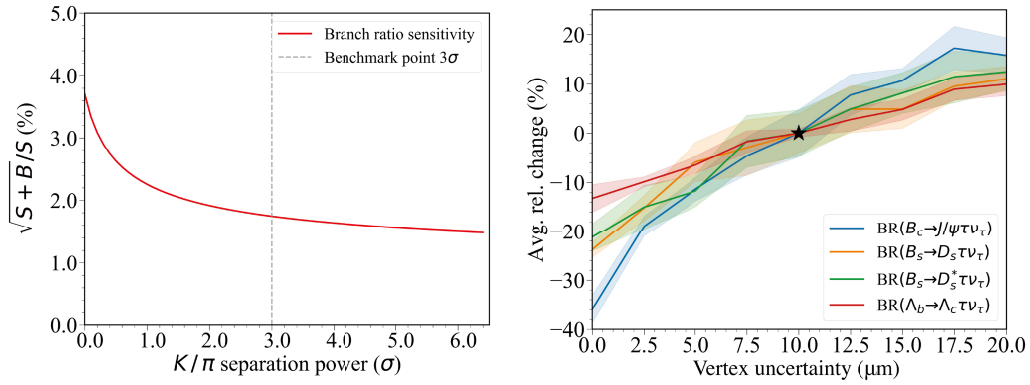 5.0
4.0
3.0
2.0
1.0
0.0
√S + B/S (%)
Branch ratio sensitivity
Benchmark point 3σ
0.0 1.0 2.0 3.0 4.0 5.0 6.0
K/π separation power (σ)
20
10
0
−10
−20
−30
−40
Avg. rel. change (%)
BR(B_c→J/ψτν_τ)
BR(B_s→D_sτν_τ)
BR(B_s→D_s^*τν_τ)
BR(Λ_b→Λ_cτν_τ)
0.0 2.5 5.0 7.5 10.0 12.5 15.0 17.5 20.0
Vertex uncertainty (μm)